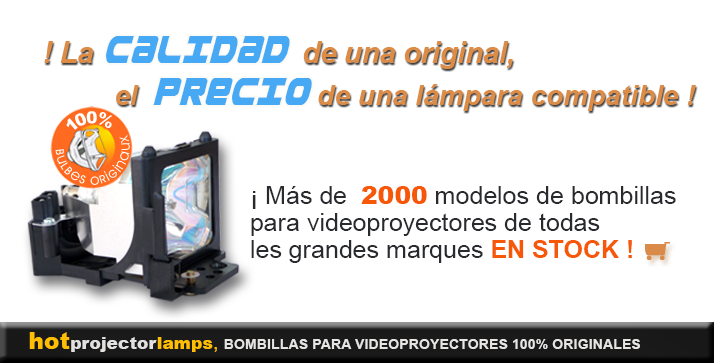 ! La CALIDAD de una original,
el PRECIO de una lámpara compatible !
100%
BULBES ORIGINAUX
¡ Más de 2000 modelos de bombillas
para videoproyectores de todas
les grandes marques EN STOCK !
hotprojectorlamps, BOMBILLAS PARA VIDEOPROYECTORES 100% ORIGINALES